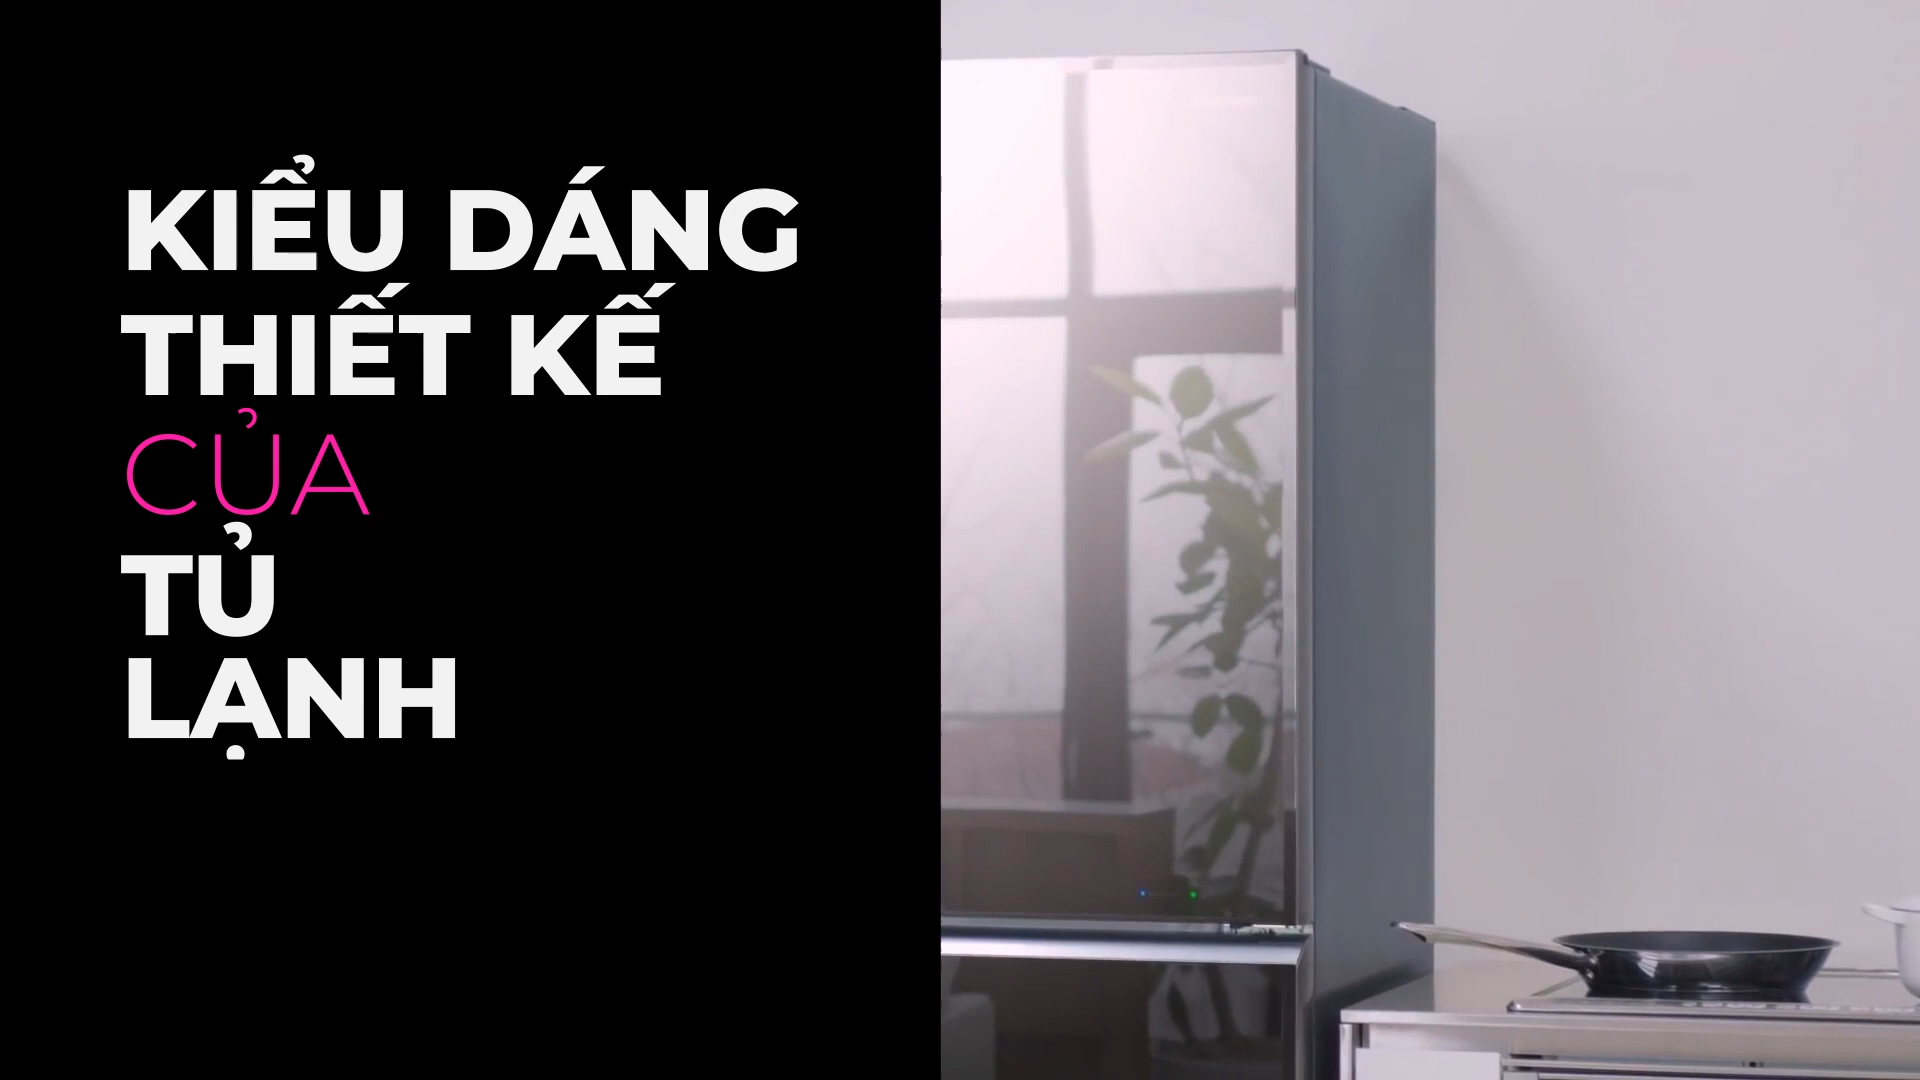 KIỂU DÁNG
THIẾT KẾ
CỦA
TỦ
LẠNH